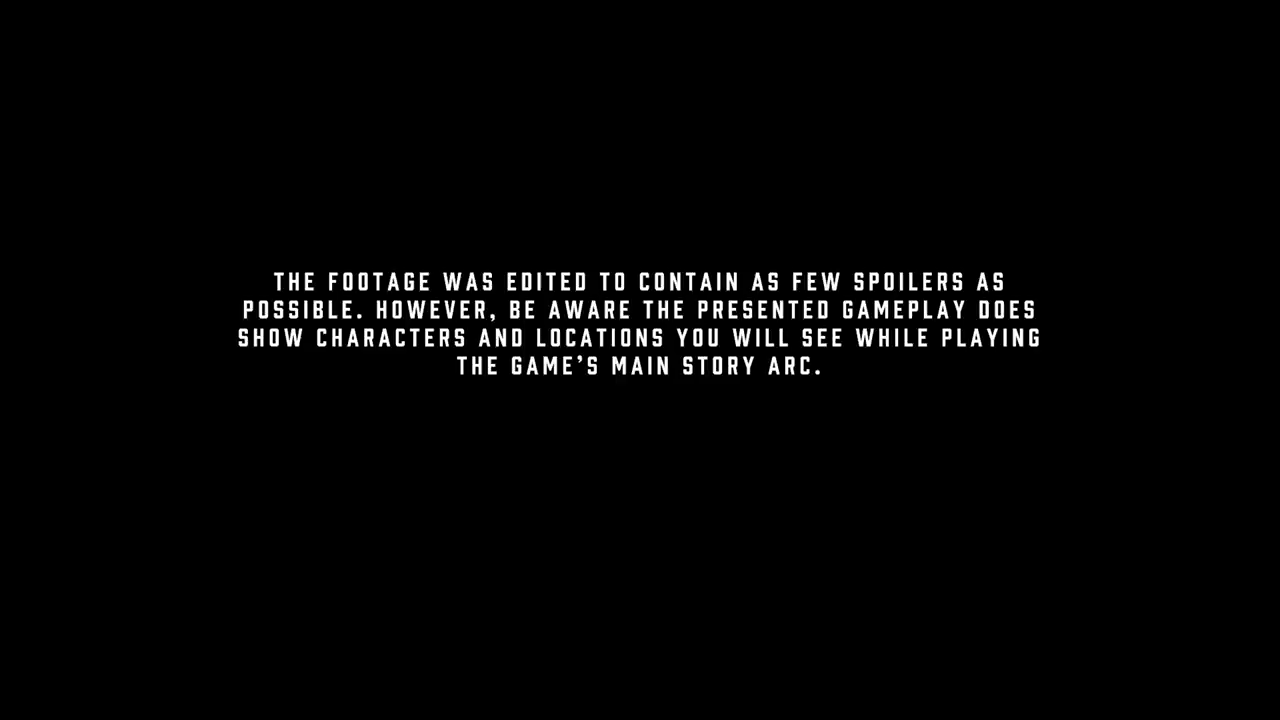 THE FOOTAGE WAS EDITED TO CONTAIN AS FEW SPOILERS AS
POSSIBLE. HOWEVER, BE AWARE THE PRESENTED GAMEPLAY DOES
SHOW CHARACTERS AND LOCATIONS YOU WILL SEE WHILE PLAYING
THE GAME’S MAIN STORY ARC.